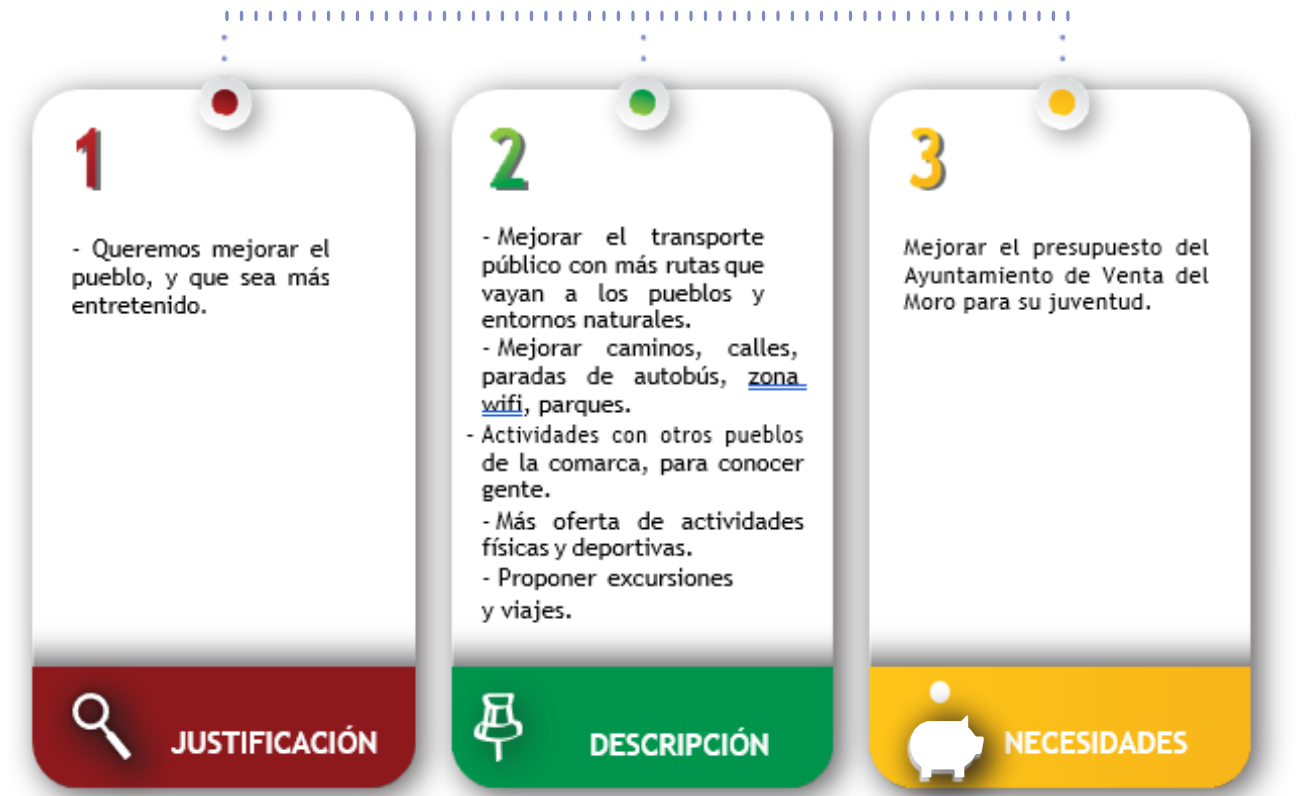 1
- Queremos mejorar el
pueblo, y que sea más
entretenido.
JUSTIFICACIÓN
2
- Mejorar el transporte
público con más rutas que
vayan a los pueblos y
entornos naturales.
- Mejorar caminos, calles,
paradas de autobús, zona
wifi, parques.
- Actividades con otros pueblos
de la comarca, para conocer
gente.
- Más oferta de actividades
físicas y deportivas.
- Proponer excursiones
y viajes.
DESCRIPCIÓN
3
Mejorar el presupuesto del
Ayuntamiento de Venta del
Moro para su juventud.
NECESIDADES